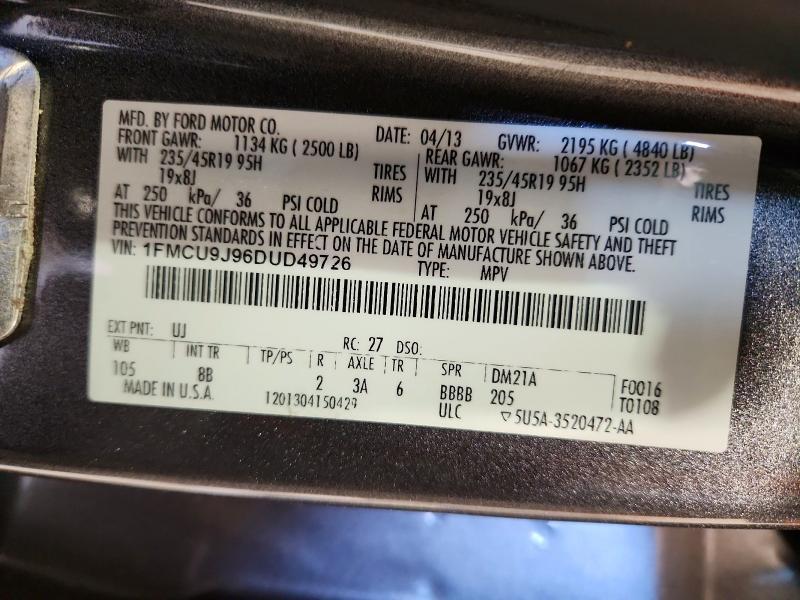 MFD. BY FORD MOTOR CO. DATE: 04/13 GVWR: 2195 KG ( 4840 LB)
FRONT GAWR: 1134 KG ( 2500 LB) REAR GAWR: 1067 KG ( 2352 LB)
WITH 235/45R19 95H TIRES WITH 235/45R19 95H TIRES
19x8J RIMS 19x8J RIMS
AT 250 kPa/ 36 PSI COLD AT 250 kPa/ 36 PSI COLD
THIS VEHICLE CONFORMS TO ALL APPLICABLE FEDERAL MOTOR VEHICLE SAFETY AND THEFT
PREVENTION STANDARDS IN EFFECT ON THE DATE OF MANUFACTURE SHOWN ABOVE.
VIN: 1FMCU9J96DUD49726 TYPE: MPV
EXT PNT: UJ RC: 27 DSO:
WB INT TR TP/PS R AXLE TR SPR DM21A F0016
105 8B 2 3A 6 BBBB 205 T0108
MADE IN U.S.A. 1201304150429 ULC ▽5U5A-3520472-AA